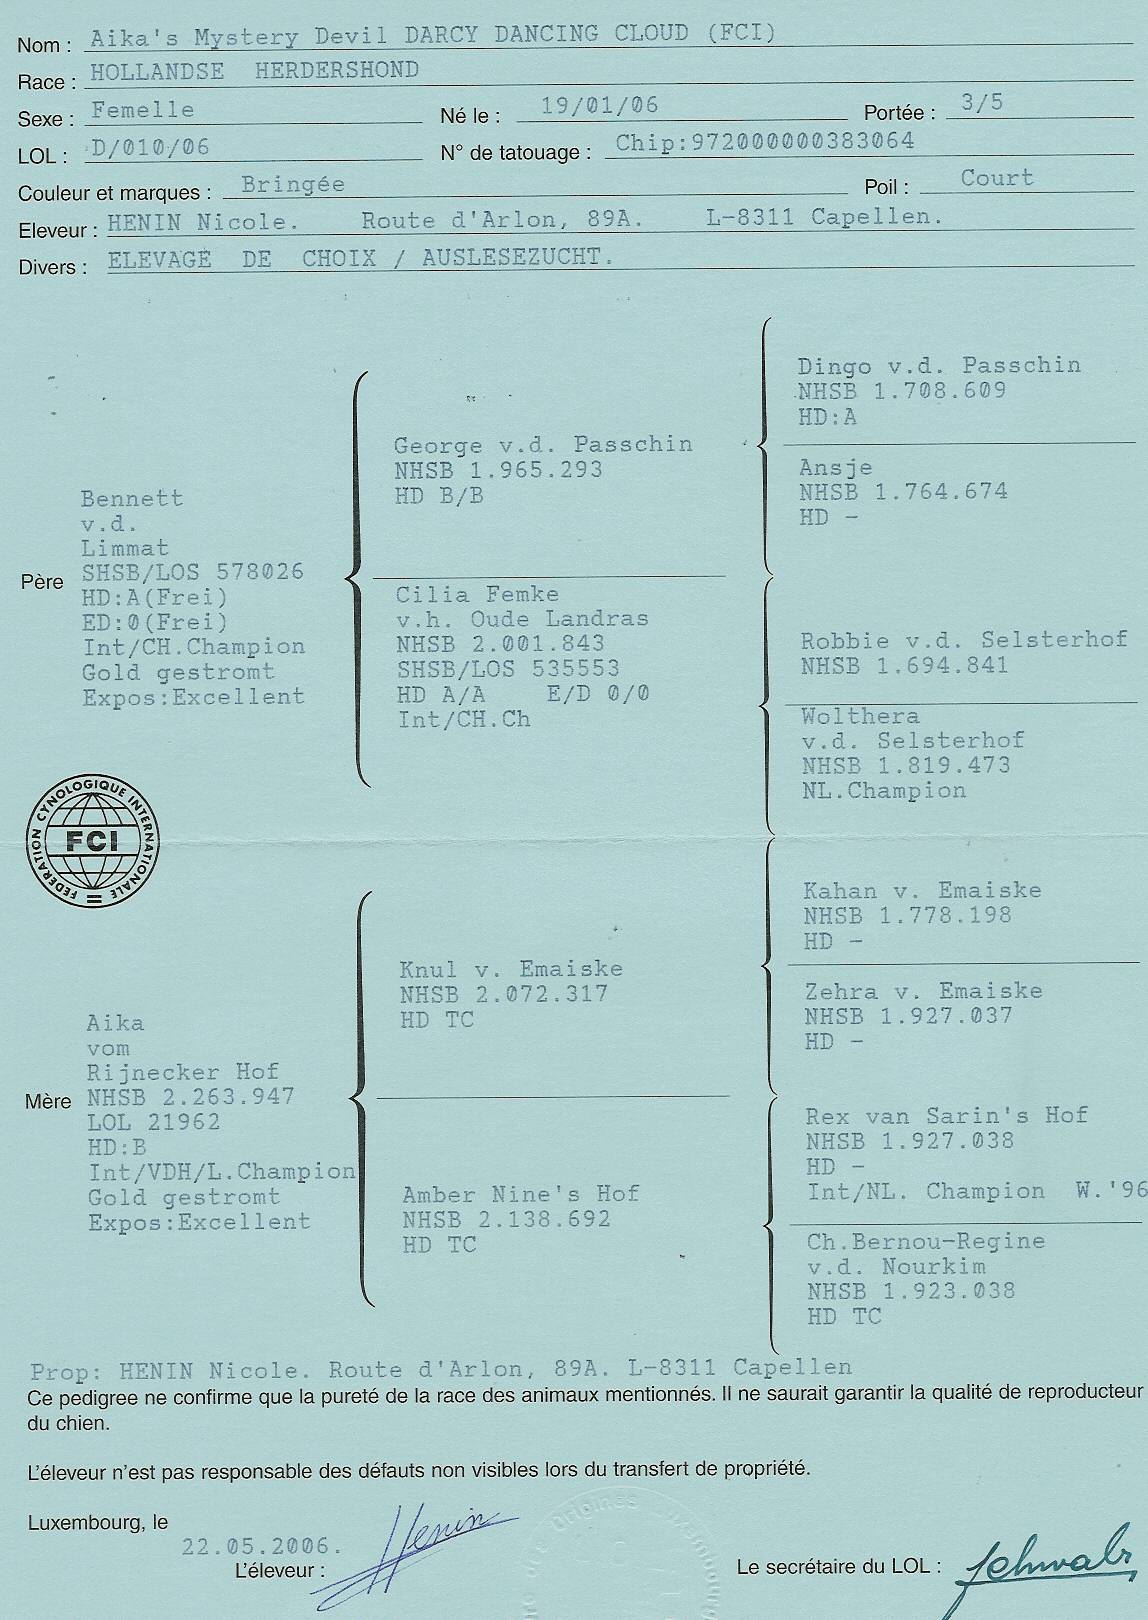 Nom : Aika's Mystery Devil DARCY DANCING CLOUD (FCI)
Race : HOLLANDSE HERDERSHOND
Sexe : Femelle Né le : 19/01/06 Portée : 3/5
LOL : D/010/06 N° de tatouage : Chip:972000000383064
Couleur et marques : Bringée Poil : Court
Eleveur : HENIN Nicole. Route d'Arlon, 89A. L-8311 Capellen.
Divers : ELEVAGE DE CHOIX / AUSLESEZUCHT.
Père
Bennett
v.d.
Limmat
SHSB/LOS 578026
HD:A(Frei)
ED:0(Frei)
Int/CH.Champion
Gold gestromt
Expos:Excellent
George v.d. Passchin
NHSB 1.965.293
HD B/B
Cilia Femke
v.h. Oude Landras
NHSB 2.001.843
SHSB/LOS 535553
HD A/A E/D 0/0
Int/CH.Ch
Dingo v.d. Passchin
NHSB 1.708.609
HD:A
Ansje
NHSB 1.764.674
HD -
Robbie v.d. Selsterhof
NHSB 1.694.841
Wolthera
v.d. Selsterhof
NHSB 1.819.473
NL.Champion
FEDERATION CYNOLOGIQUE INTERNATIONALE
FCI
Mère
Aika
vom
Rijnecker Hof
NHSB 2.263.947
LOL 21962
HD:B
Int/VDH/L.Champion
Gold gestromt
Expos:Excellent
Knul v. Emaiske
NHSB 2.072.317
HD TC
Amber Nine's Hof
NHSB 2.138.692
HD TC
Kahan v. Emaiske
NHSB 1.778.198
HD -
Zehra v. Emaiske
NHSB 1.927.037
HD -
Rex van Sarin's Hof
NHSB 1.927.038
HD -
Int/NL. Champion W.'96
Ch.Bernou-Regine
v.d. Nourkim
NHSB 1.923.038
HD TC
Prop: HENIN Nicole. Route d'Arlon, 89A. L-8311 Capellen
Ce pedigree ne confirme que la pureté de la race des animaux mentionnés. Il ne saurait garantir la qualité de reproducteur
du chien.
L'éleveur n'est pas responsable des défauts non visibles lors du transfert de propriété.
Luxembourg, le
22.05.2006.
L'éleveur : Henin
Le secrétaire du LOL : Schwalr